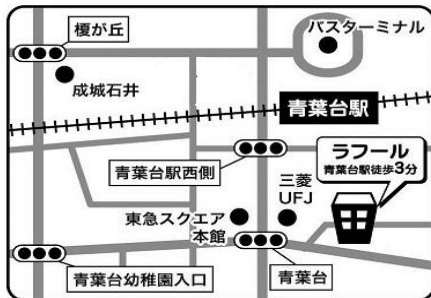 榎が丘
バスターミナル
成城石井
青葉台駅
ラフール
青葉台駅徒歩3分
青葉台駅西側
三菱
UFJ
東急スクエア
本館
青葉台幼稚園入口
青葉台